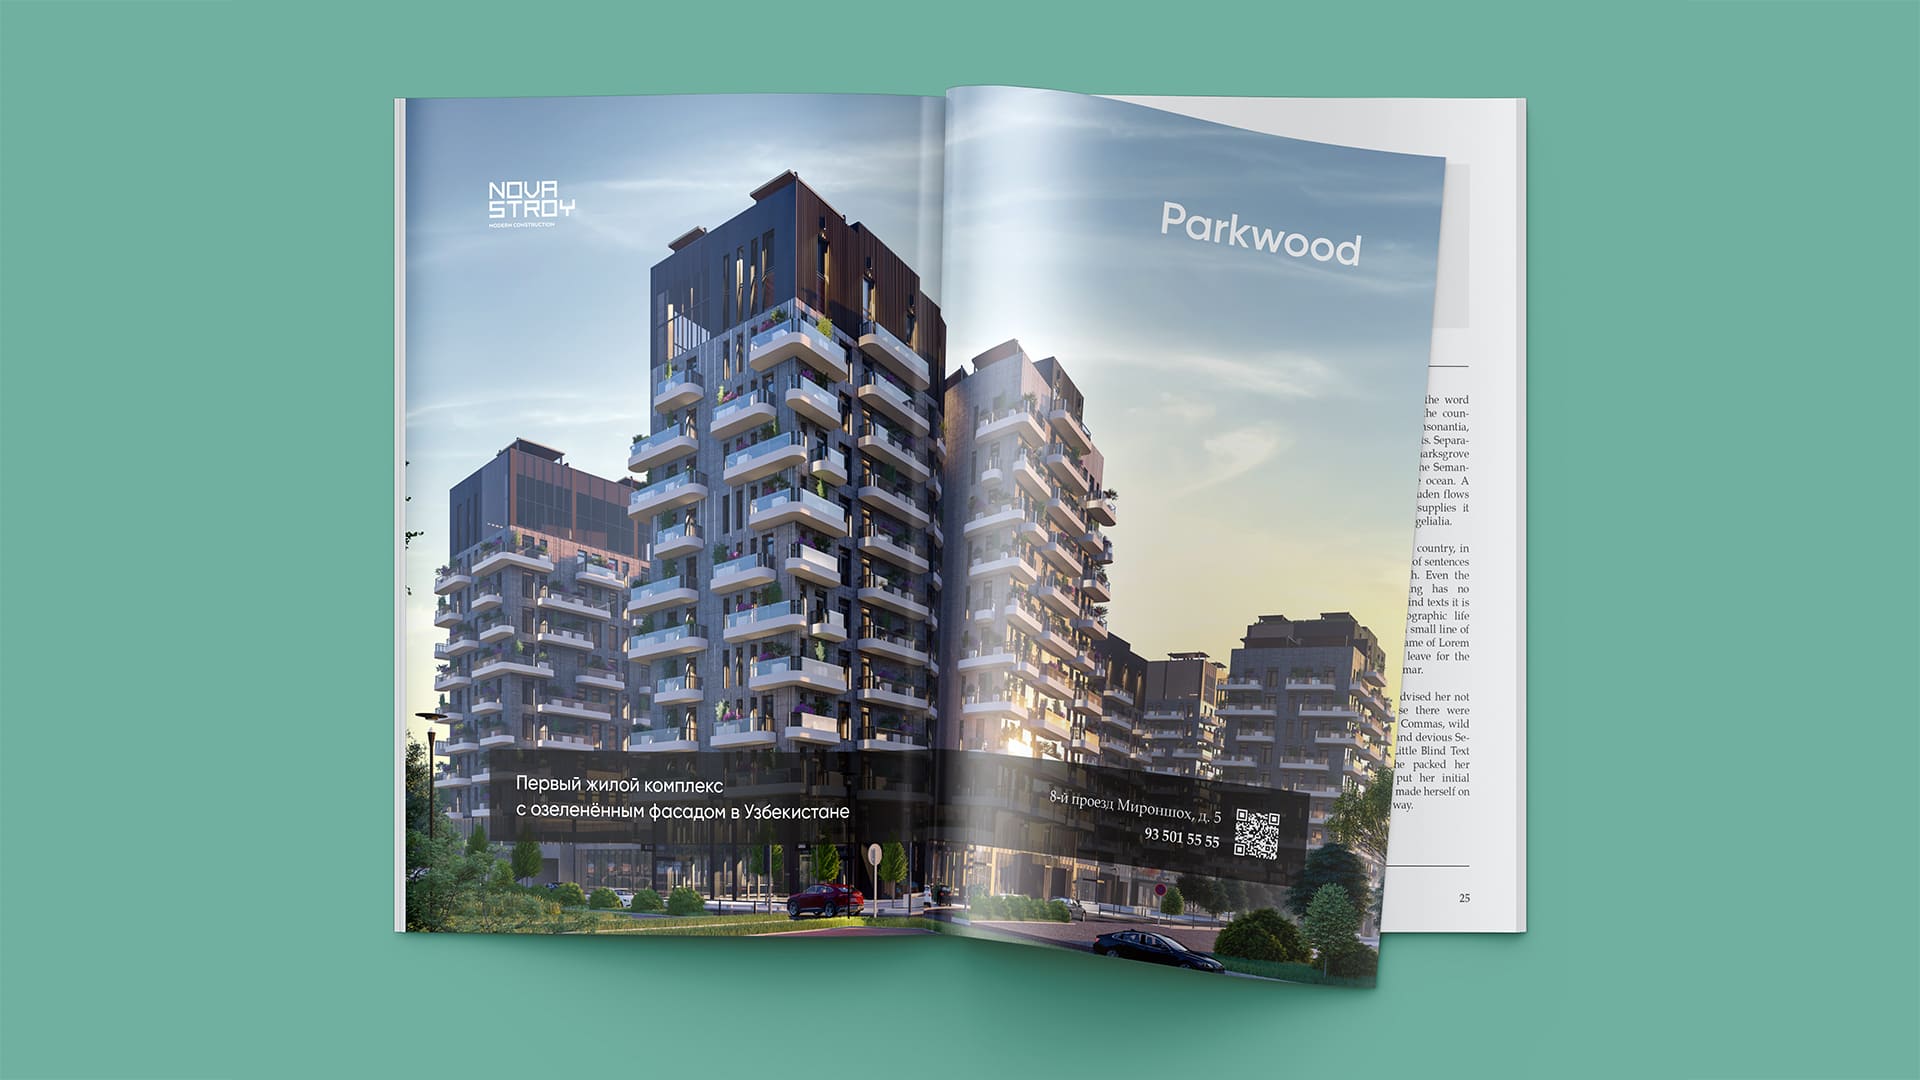 NOVA
STROY
MODERN CONSTRUCTION
Parkwood
Первый жилой комплекс
с озеленённым фасадом в Узбекистане
8-й проезд Мироншох, д. 5
93 501 55 55
the word
the coun-
nsonantia,
ts. Separa-
arksgrove
he Seman-
ocean. A
uden flows
supplies it
gelialia.
country, in
of sentences
h. Even the
ng has no
ind texts it is
ographic life
small line of
ame of Lorem
leave for the
mar.
dvised her not
se there were
Commas, wild
and devious Se-
Little Blind Text
he packed her
put her initial
made herself on
way.
25